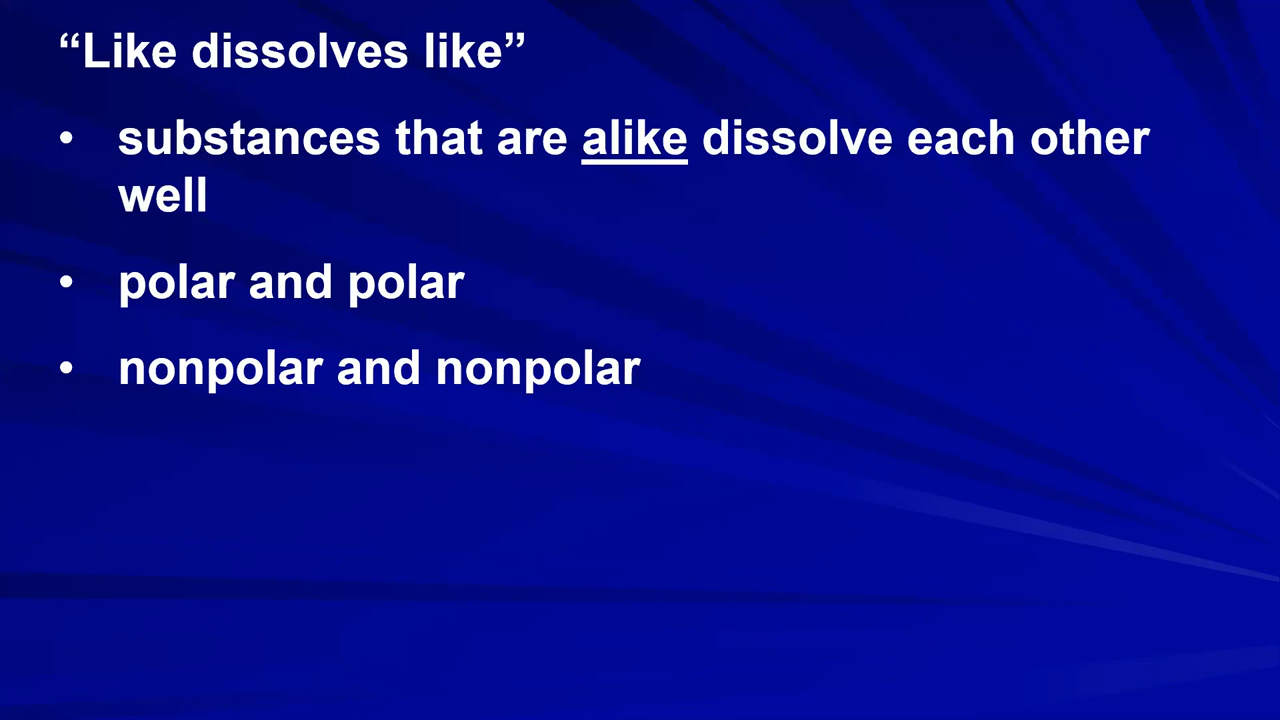 “Like dissolves like”
• substances that are alike dissolve each other
well
• polar and polar
• nonpolar and nonpolar